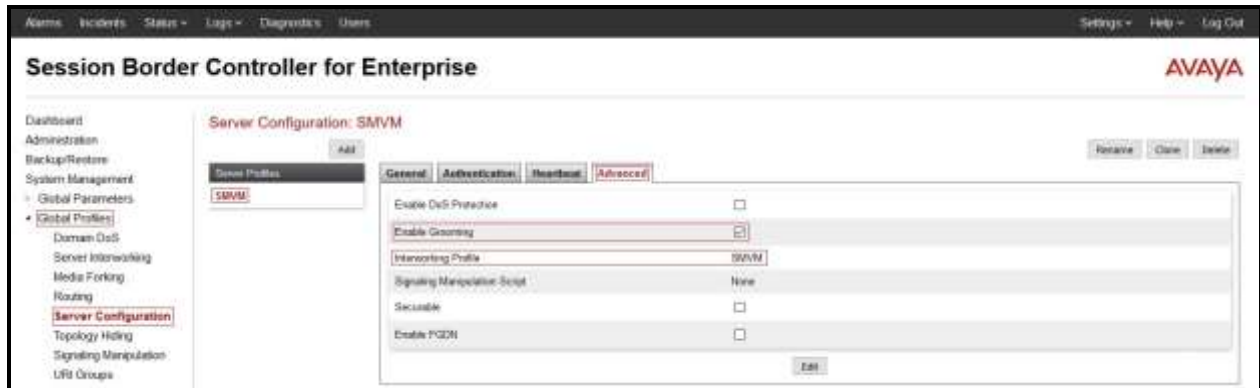 Alarms Incidents Status Logs Diagnostics Users Settings Help Log Out
Session Border Controller for Enterprise
AVAYA
Dashboard
Administration
Backup/Restore
System Management
Global Parameters
Global Profiles
Domain DoS
Server Interworking
Media Forking
Routing
Server Configuration
Topology Hiding
Signaling Manipulation
URI Groups
Server Configuration: SMVM
Add
Rename Clone Delete
Server Profiles
SMVM
General Authentication Heartbeat Advanced
Enable DoS Protection
Enable Grooming
Interworking Profile SMVM
Signaling Manipulation Script None
Securable
Enable FGDN
Edit